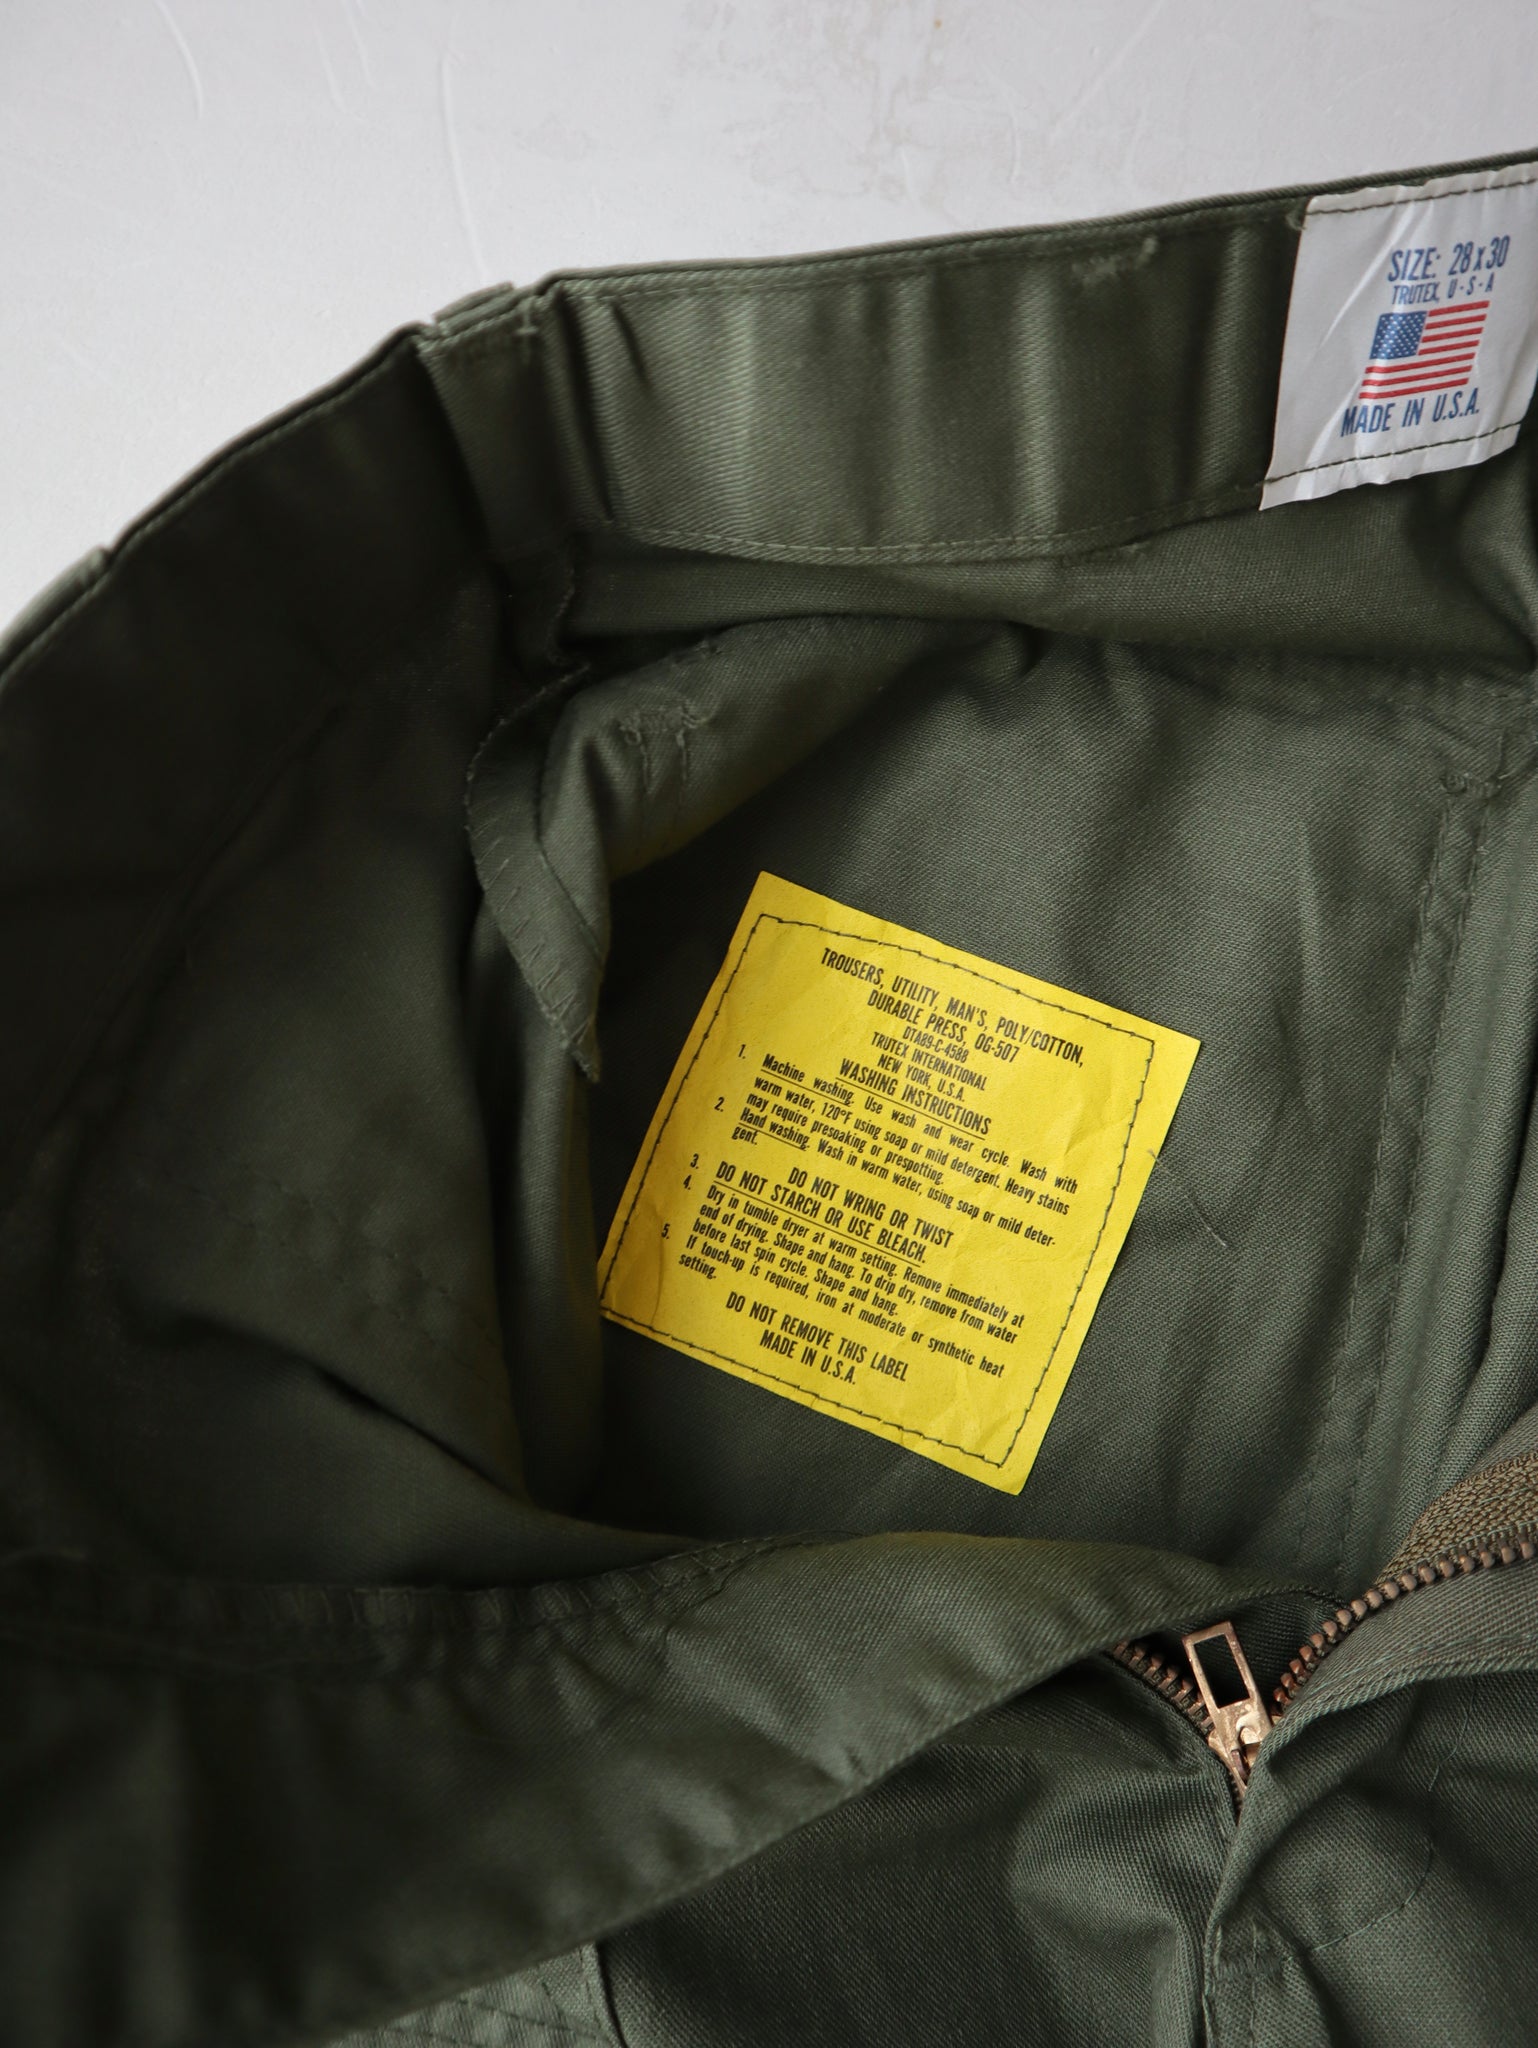 SIZE: 28 x 30
TRUTEX, U-S-A
MADE IN U.S.A.
TROUSERS, UTILITY, MAN'S, POLY/COTTON,
DURABLE PRESS, OG-507
DTA89-C-4588
TRUTEX INTERNATIONAL
NEW YORK, U.S.A.
WASHING INSTRUCTIONS
1. Machine washing. Use wash and wear cycle. Wash with
warm water, 120°F using soap or mild detergent. Heavy stains
may require presoaking or prespotting.
2. Hand washing. Wash in warm water, using soap or mild deter-
gent.
DO NOT WRING OR TWIST
3. DO NOT STARCH OR USE BLEACH.
4. Dry in tumble dryer at warm setting. Remove immediately at
end of drying. Shape and hang. To drip dry, remove from water
before last spin cycle. Shape and hang.
5. If touch-up is required, iron at moderate or synthetic heat
setting.
DO NOT REMOVE THIS LABEL
MADE IN U.S.A.